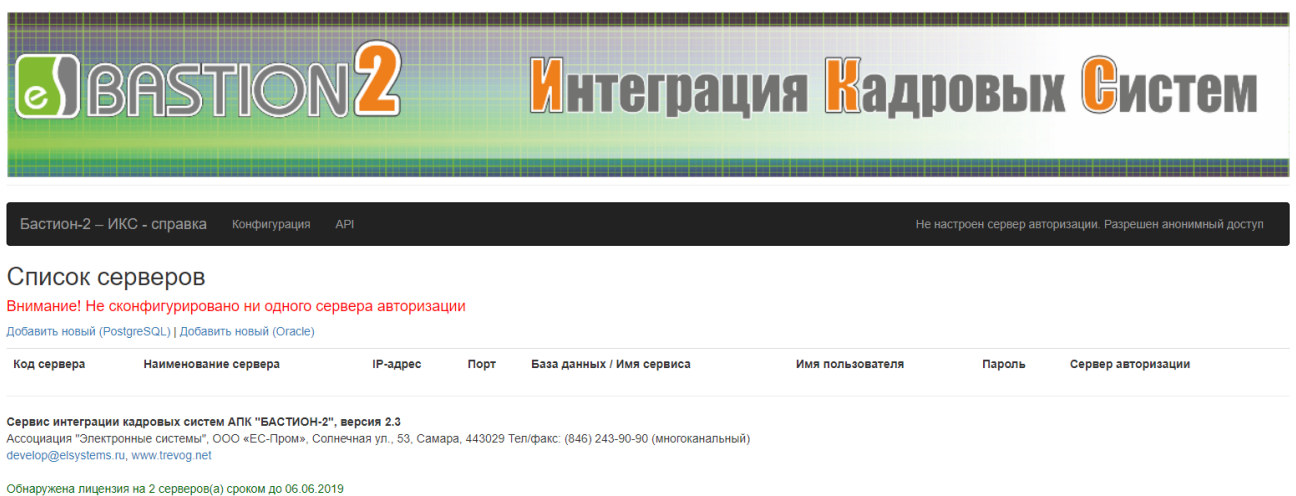 eS BASTION2 Интеграция Кадровых Систем
Бастион-2 – ИКС - справка Конфигурация API Не настроен сервер авторизации. Разрешен анонимный доступ
Список серверов
Внимание! Не сконфигурировано ни одного сервера авторизации
Добавить новый (PostgreSQL) | Добавить новый (Oracle)
Код сервера Наименование сервера IP-адрес Порт База данных / Имя сервиса Имя пользователя Пароль Сервер авторизации
Сервис интеграции кадровых систем АПК "БАСТИОН-2", версия 2.3
Ассоциация "Электронные системы", ООО «ЕС-Пром», Солнечная ул., 53, Самара, 443029 Тел/факс: (846) 243-90-90 (многоканальный)
develop@elsystems.ru, www.trevog.net
Обнаружена лицензия на 2 серверов(а) сроком до 06.06.2019